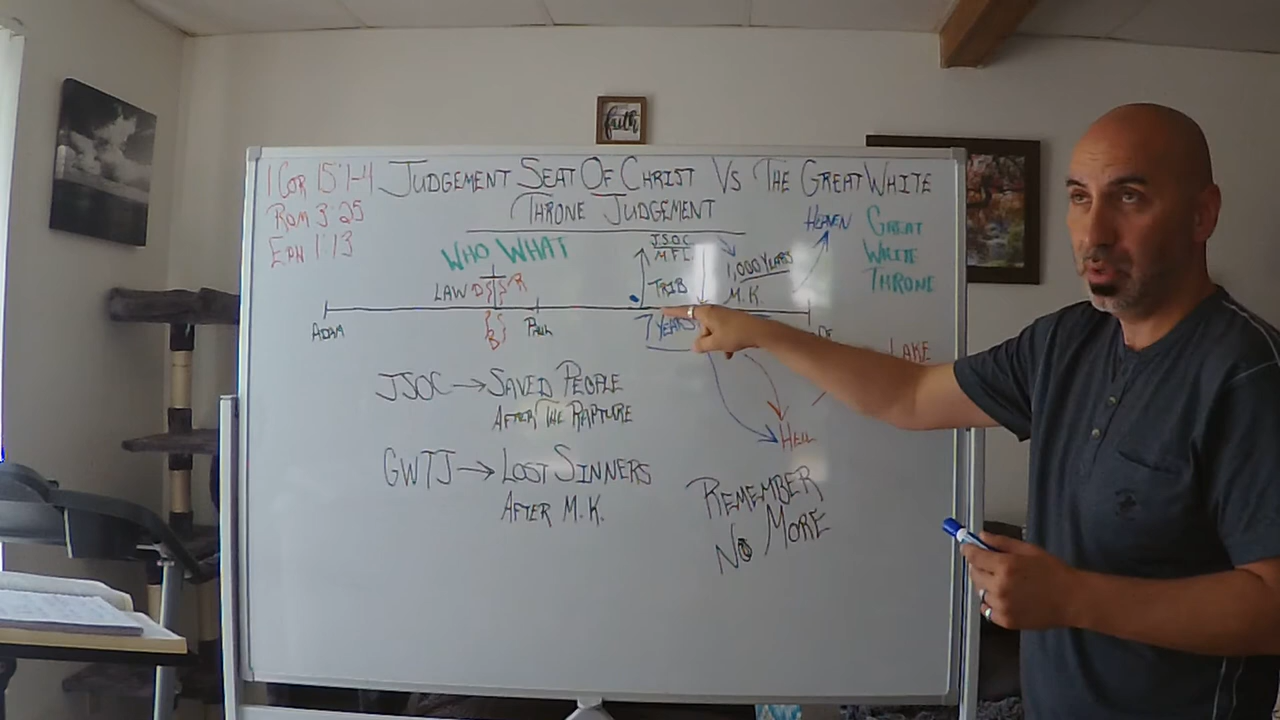 faith
1 Cor 15:1-4
Rom 3:25
Eph 1:13
JUDGEMENT SEAT OF CHRIST VS THE GREAT WHITE
THRONE JUDGEMENT
WHO WHAT
J.S.O.C
M.F.L.
1,000 YEARS
M.K.
HEAVEN
GREAT
WHITE
THRONE
LAW D B R
TRIB
ADAM
B
PAUL
7 YEARS
LAKE
JSOC → SAVED PEOPLE
AFTER THE RAPTURE
HELL
GWTJ → LOST SINNERS
AFTER M.K.
REMEMBER
NO MORE